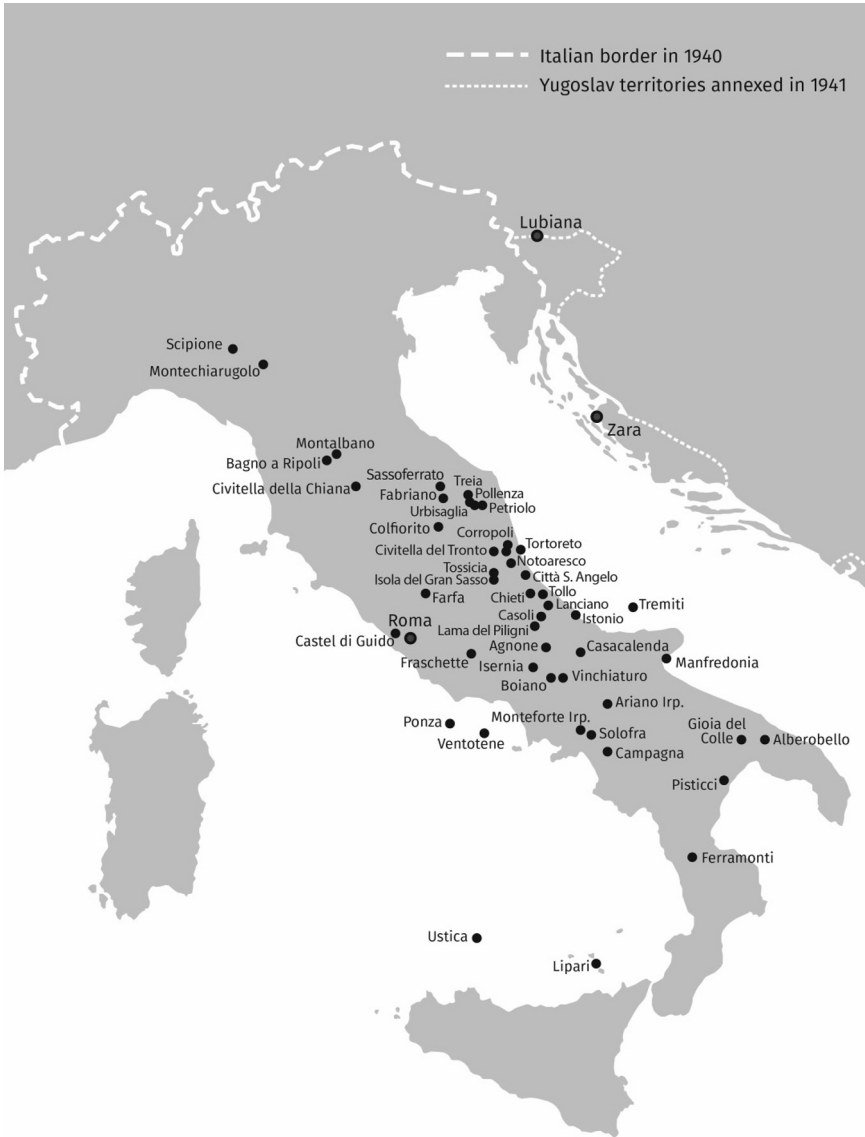 Italian border in 1940
Yugoslav territories annexed in 1941
Lubiana
Scipione
Montechiarugolo
Zara
Montalbano
Bagno a Ripoli
Sassoferrato
Treia
Civitella della Chiana
Fabriano
Pollenza
Urbisaglia
Petriolo
Colfiorito
Corropoli
Tortoreto
Civitella del Tronto
Notoaresco
Tossicia
Città S. Angelo
Isola del Gran Sasso
Farfa
Chieti
Tollo
Lanciano
Tremiti
Casoli
Istonio
Roma
Lama del Piligni
Castel di Guido
Agnone
Casacalenda
Fraschette
Isernia
Manfredonia
Boiano
Vinchiaturo
Ariano Irp.
Ponza
Monteforte Irp.
Gioia del
Colle
Ventotene
Solofra
Alberobello
Campagna
Pisticci
Ferramonti
Ustica
Lipari